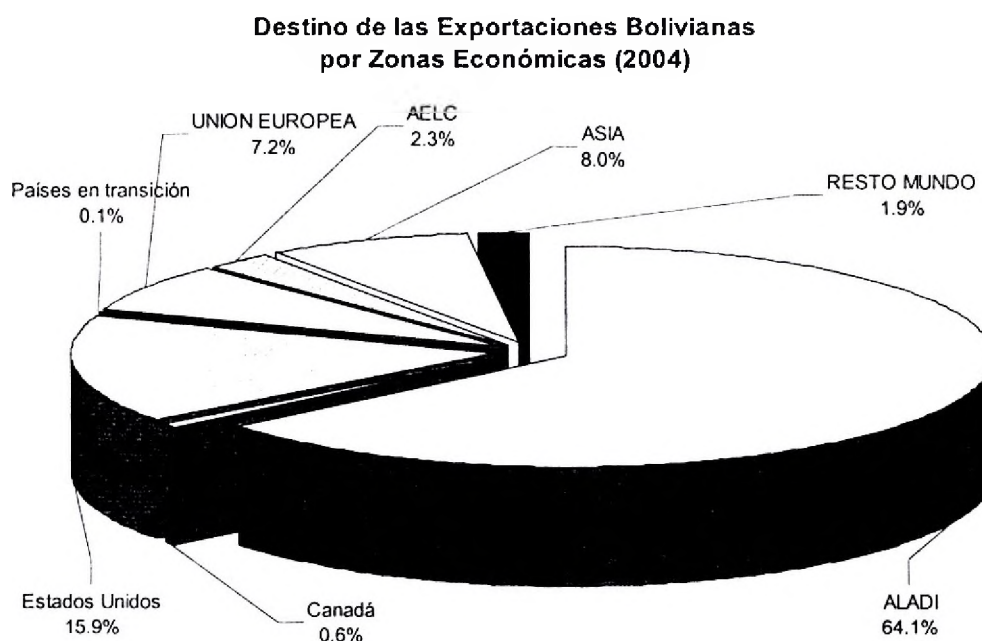 Destino de las Exportaciones Bolivianas
por Zonas Económicas (2004)
UNION EUROPEA
7.2%
AELC
2.3%
ASIA
8.0%
Países en transición
0.1%
RESTO MUNDO
1.9%
Estados Unidos
15.9%
Canadá
0.6%
ALADI
64.1%